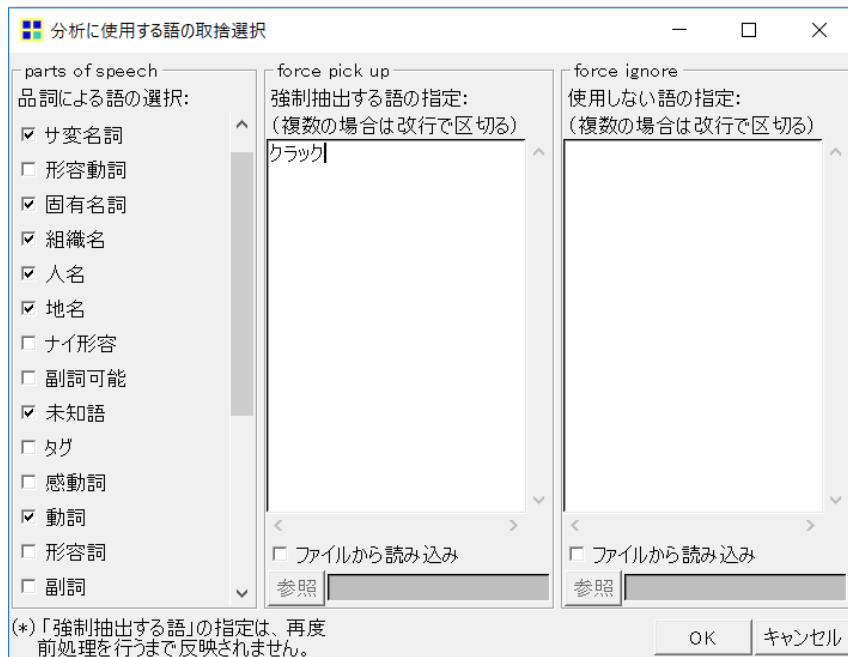 分析に使用する語の取捨選択
parts of speech
品詞による語の選択:
サ変名詞
形容動詞
固有名詞
組織名
人名
地名
ナイ形容
副詞可能
未知語
タグ
感動詞
動詞
形容詞
副詞
force pick up
強制抽出する語の指定:
(複数の場合は改行で区切る)
クラック
ファイルから読み込み
参照
force ignore
使用しない語の指定:
(複数の場合は改行で区切る)
ファイルから読み込み
参照
(*)「強制抽出する語」の指定は、再度
前処理を行うまで反映されません。
OK
キャンセル